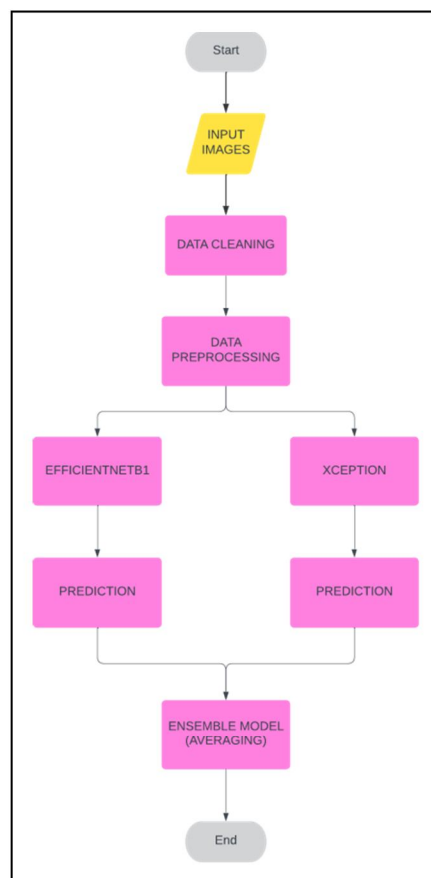 Start
INPUT
IMAGES
DATA CLEANING
DATA
PREPROCESSING
EFFICIENTNETB1
XCEPTION
PREDICTION
PREDICTION
ENSEMBLE MODEL
(AVERAGING)
End